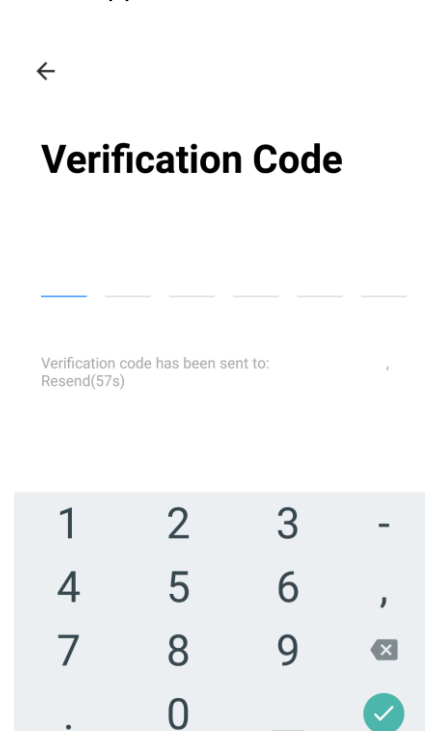 Verification Code
Verification code has been sent to: ,
Resend(57s)
1 2 3 -
4 5 6 ,
7 8 9
. 0